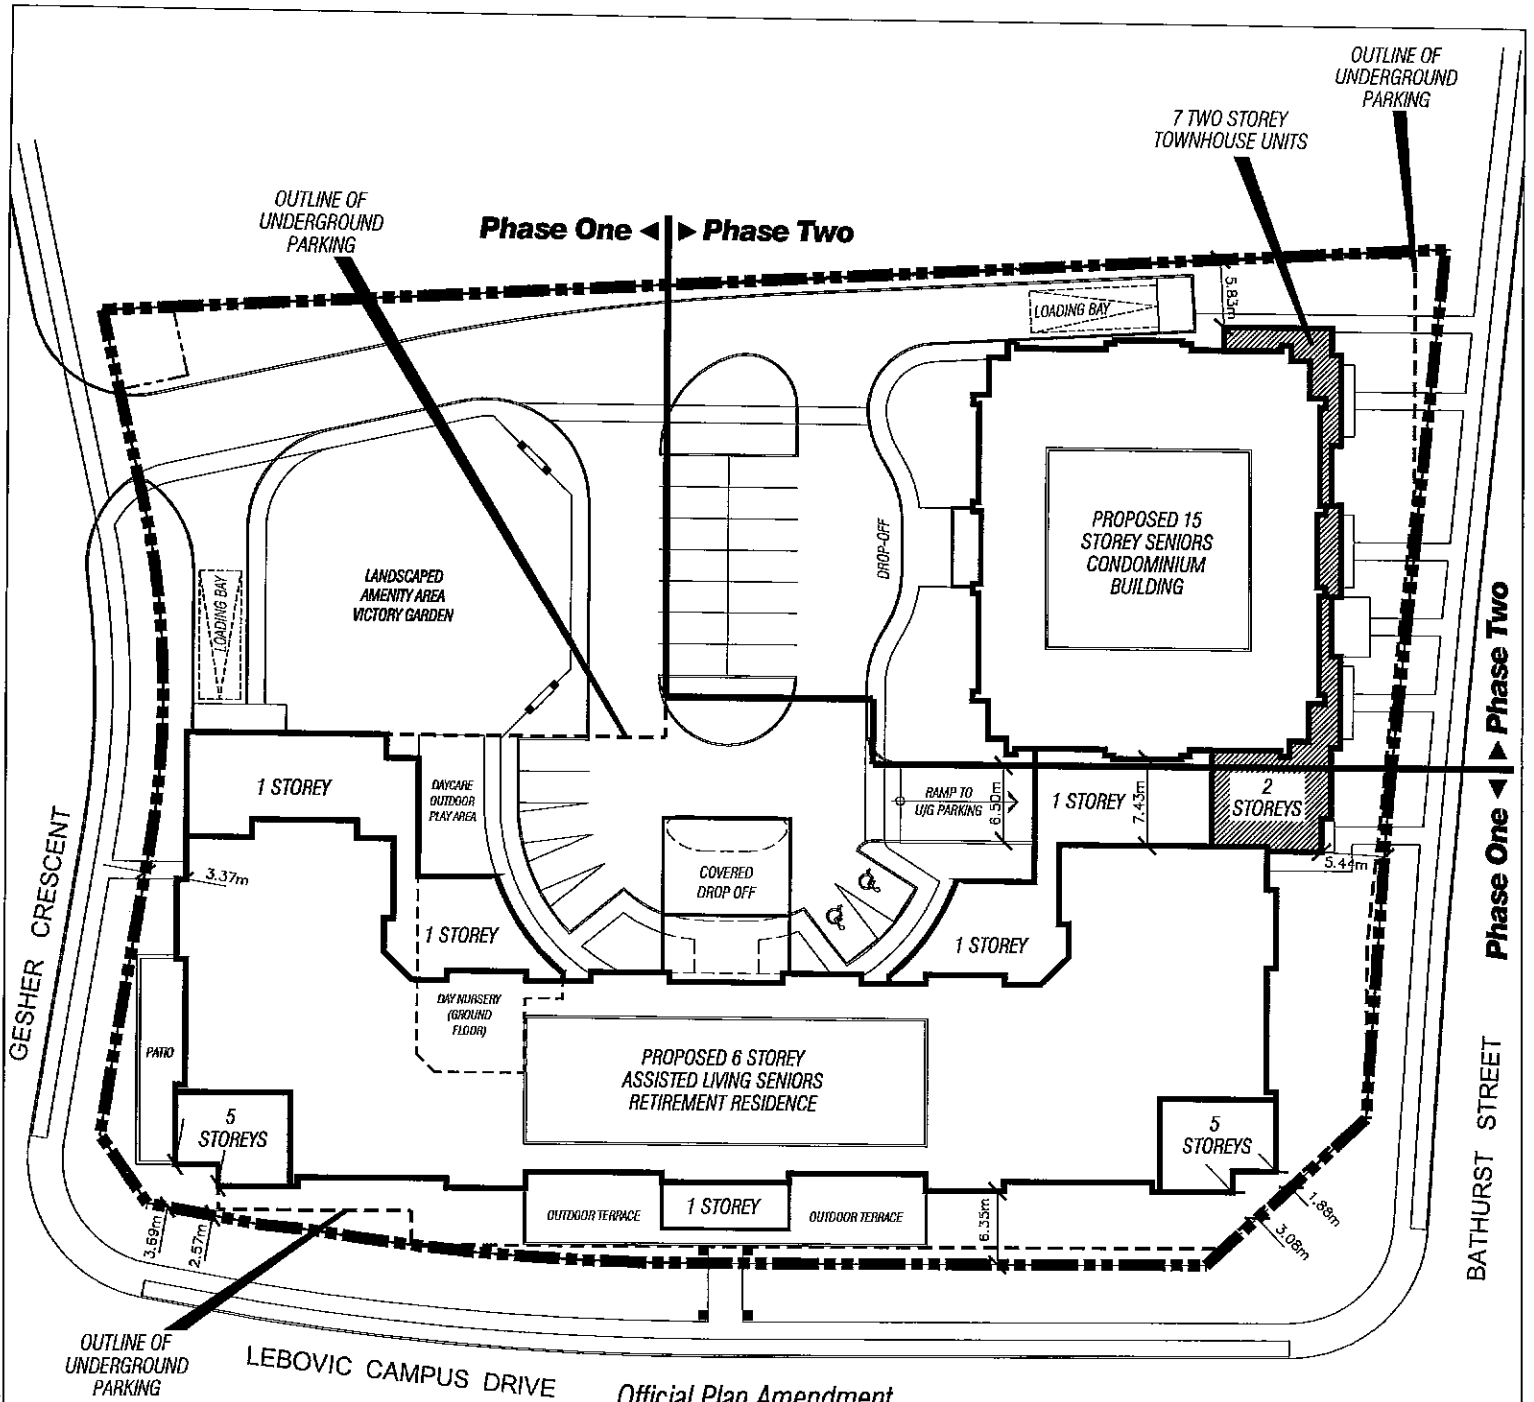 OUTLINE OF
UNDERGROUND
PARKING
7 TWO STOREY
TOWNHOUSE UNITS
OUTLINE OF
UNDERGROUND
PARKING
Phase One ◄ ► Phase Two
5.83m
LOADING BAY
LOADING BAY
LANDSCAPED
AMENITY AREA
VICTORY GARDEN
DROP-OFF
PROPOSED 15
STOREY SENIORS
CONDOMINIUM
BUILDING
Phase One ◄ ► Phase Two
1 STOREY
DAYCARE
OUTDOOR
PLAY AREA
RAMP TO
U/G PARKING
6.50m
1 STOREY
7.43m
2
STOREYS
5.44m
3.37m
COVERED
DROP OFF
1 STOREY
1 STOREY
GESHER CRESCENT
DAY NURSERY
(GROUND
FLOOR)
PATIO
PROPOSED 6 STOREY
ASSISTED LIVING SENIORS
RETIREMENT RESIDENCE
5
STOREYS
5
STOREYS
BATHURST STREET
1 STOREY
OUTDOOR TERRACE
OUTDOOR TERRACE
6.35m
1.88m
3.08m
3.69m
2.57m
OUTLINE OF
UNDERGROUND
PARKING
LEBOVIC CAMPUS DRIVE
Official Plan Amendment